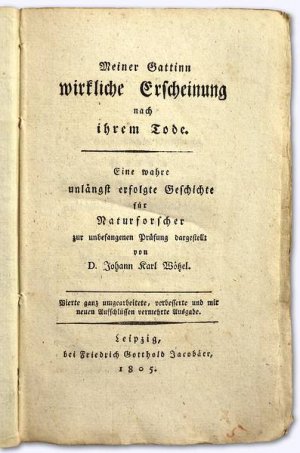 Meiner Gattinn
wirkliche Erscheinung
nach
ihrem Tode.
Eine wahre
unlängst erfolgte Geschichte
für
Naturforscher
zur unbefangenen Prüfung dargestellt
von
D. Johann Karl Wötzel.
Vierte ganz umgearbeitete, verbesserte und mit
neuen Aufschlüssen vermehrte Ausgabe.
Leipzig,
bei Friedrich Gotthold Jacobäer,
1805.